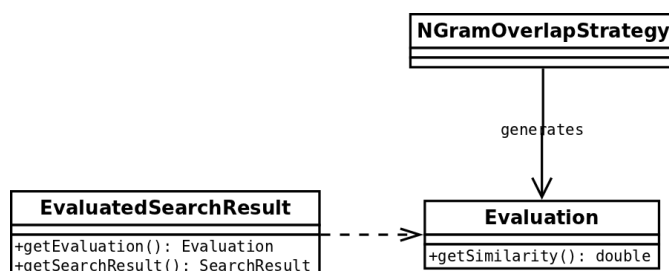 NGramOverlapStrategy
generates
EvaluatedSearchResult
+getEvaluation(): Evaluation
+getSearchResult(): SearchResult
Evaluation
+getSimilarity(): double